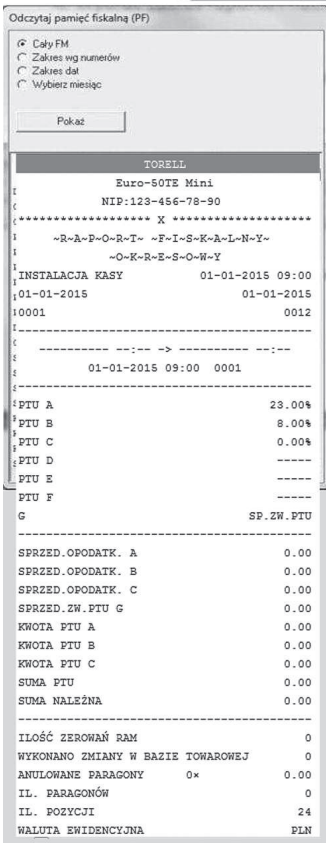 Odczytaj pamięć fiskalną (PF)
Cały FM
Zakres wg numerów
Zakres dat
Wybierz miesiąc
Pokaż
TORELL
Euro-50TE Mini
NIP:123-456-78-90
******************* X *******************
~R~A~P~O~R~T~ ~F~I~S~K~A~L~N~Y~
~O~K~R~E~S~O~W~Y
INSTALACJA KASY 01-01-2015 09:00
01-01-2015 01-01-2015
0001 0012
---------- --:-- -> ---------- --:--
01-01-2015 09:00 0001
PTU A 23.00%
PTU B 8.00%
PTU C 0.00%
PTU D -----
PTU E -----
PTU F -----
G SP.ZW.PTU
SPRZED.OPODATK. A 0.00
SPRZED.OPODATK. B 0.00
SPRZED.OPODATK. C 0.00
SPRZED.ZW.PTU G 0.00
KWOTA PTU A 0.00
KWOTA PTU B 0.00
KWOTA PTU C 0.00
SUMA PTU 0.00
SUMA NALEŻNA 0.00
ILOŚĆ ZEROWAŃ RAM 0
WYKONANO ZMIANY W BAZIE TOWAROWEJ 0
ANULOWANE PARAGONY 0× 0.00
IL. PARAGONÓW 0
IL. POZYCJI 24
WALUTA EWIDENCYJNA PLN